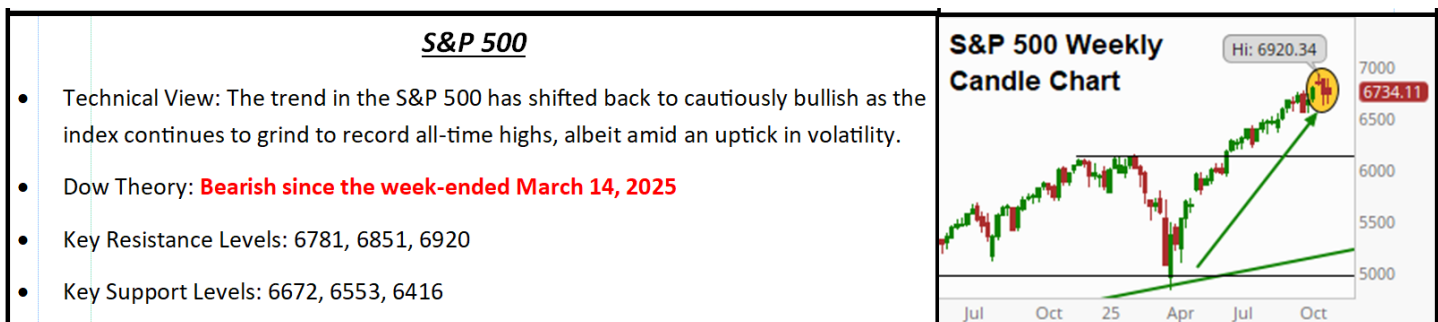 S&P 500
• Technical View: The trend in the S&P 500 has shifted back to cautiously bullish as the
index continues to grind to record all-time highs, albeit amid an uptick in volatility.
• Dow Theory: Bearish since the week-ended March 14, 2025
• Key Resistance Levels: 6781, 6851, 6920
• Key Support Levels: 6672, 6553, 6416
S&P 500 Weekly
Candle Chart
Hi: 6920.34
7000
6734.11
6500
6000
5500
5000
Jul Oct 25 Apr Jul Oct